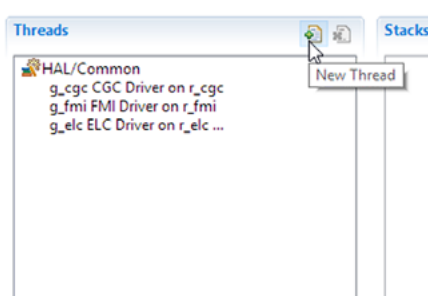 Threads
Stacks
HAL/Common
New Thread
g_cgc CGC Driver on r_cgc
g_fmi FMI Driver on r_fmi
g_elc ELC Driver on r_elc ...